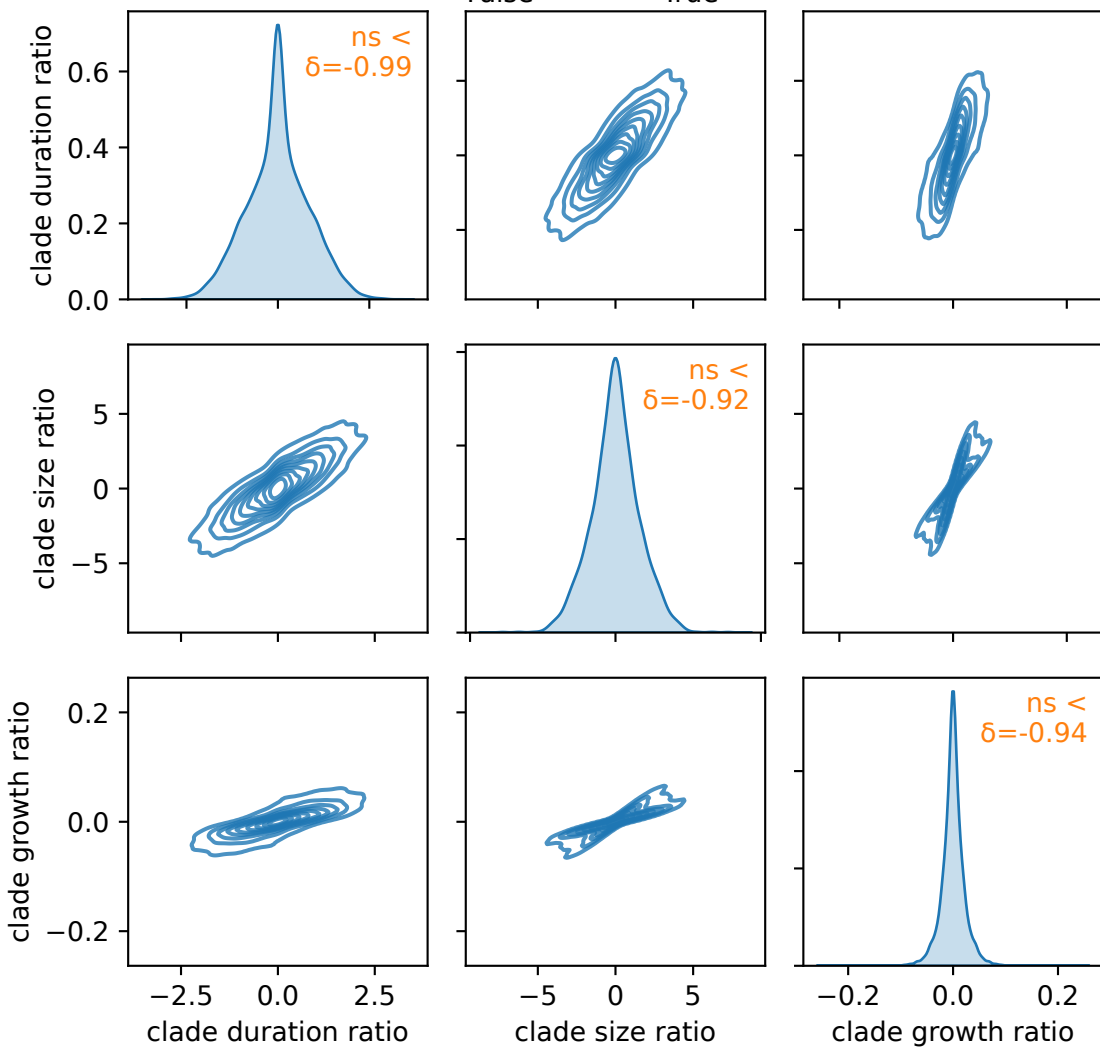 ns <
δ=-0.99
clade duration ratio
0.6
0.4
0.2
0.0
ns <
δ=-0.92
clade size ratio
5
0
−5
ns <
δ=-0.94
clade growth ratio
0.2
0.0
−0.2
−2.5 0.0 2.5
−5 0 5
−0.2 0.0 0.2
clade duration ratio
clade size ratio
clade growth ratio